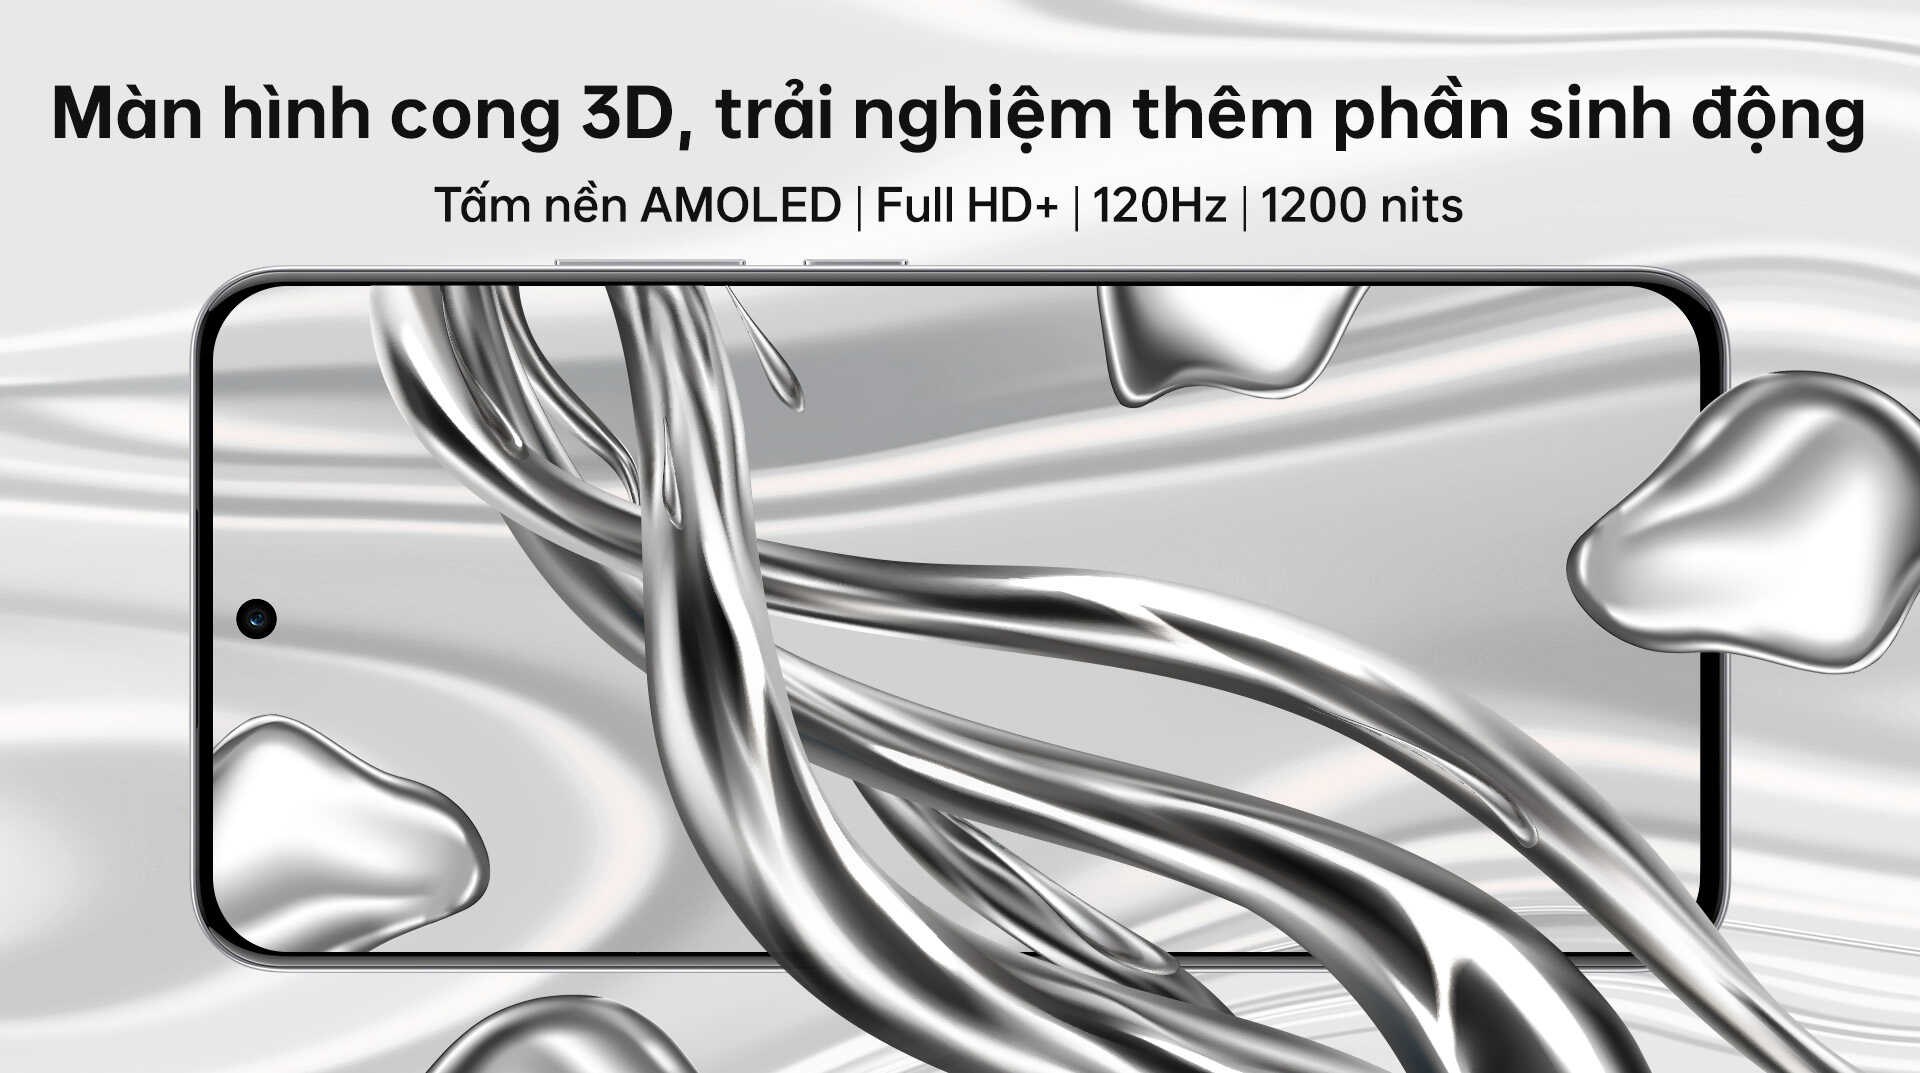 Màn hình cong 3D, trải nghiệm thêm phần sinh động
Tấm nền AMOLED | Full HD+ | 120Hz | 1200 nits